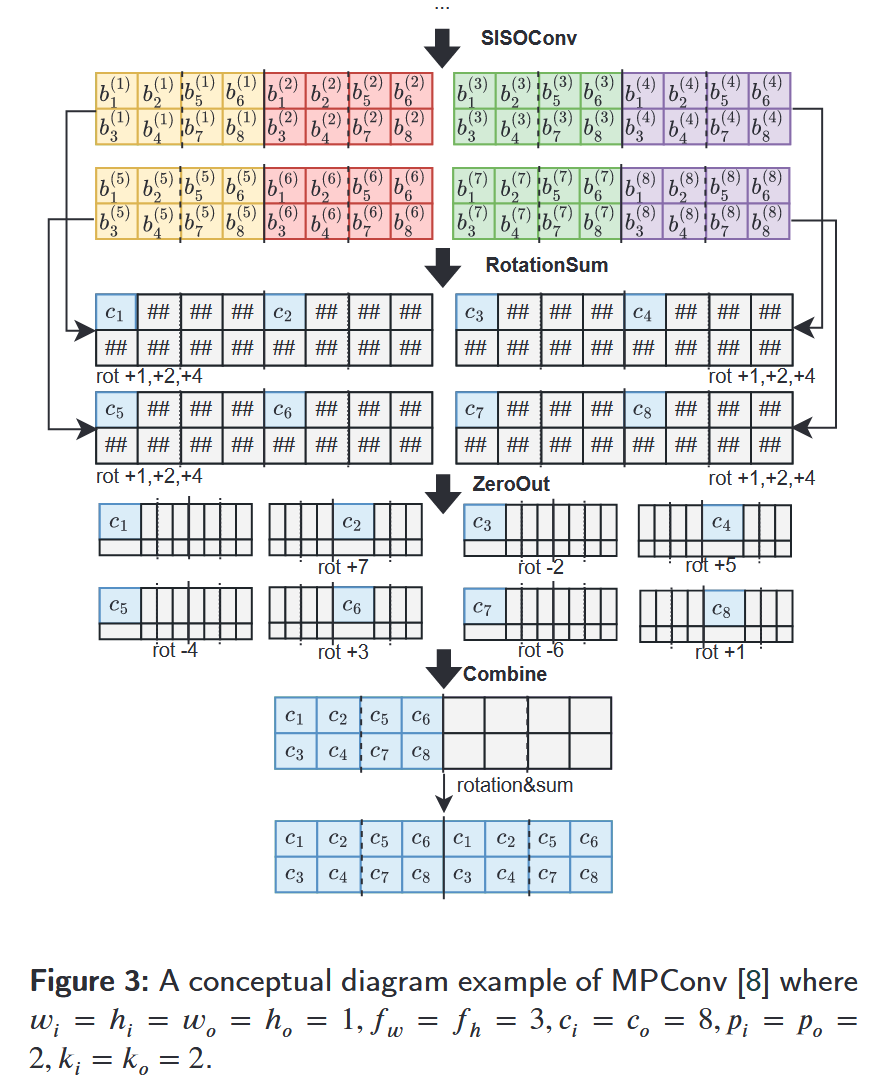 ...
SISOConv
b_1^{(1)} b_2^{(1)} b_5^{(1)} b_6^{(1)} b_1^{(2)} b_2^{(2)} b_5^{(2)} b_6^{(2)} b_1^{(3)} b_2^{(3)} b_5^{(3)} b_6^{(3)} b_1^{(4)} b_2^{(4)} b_5^{(4)} b_6^{(4)}
b_3^{(1)} b_4^{(1)} b_7^{(1)} b_8^{(1)} b_3^{(2)} b_4^{(2)} b_7^{(2)} b_8^{(2)} b_3^{(3)} b_4^{(3)} b_7^{(3)} b_8^{(3)} b_3^{(4)} b_4^{(4)} b_7^{(4)} b_8^{(4)}
b_1^{(5)} b_2^{(5)} b_5^{(5)} b_6^{(5)} b_1^{(6)} b_2^{(6)} b_5^{(6)} b_6^{(6)} b_1^{(7)} b_2^{(7)} b_5^{(7)} b_6^{(7)} b_1^{(8)} b_2^{(8)} b_5^{(8)} b_6^{(8)}
b_3^{(5)} b_4^{(5)} b_7^{(5)} b_8^{(5)} b_3^{(6)} b_4^{(6)} b_7^{(6)} b_8^{(6)} b_3^{(7)} b_4^{(7)} b_7^{(7)} b_8^{(7)} b_3^{(8)} b_4^{(8)} b_7^{(8)} b_8^{(8)}
RotationSum
c_1 ## ## ## c_2 ## ## ## c_3 ## ## ## c_4 ## ## ##
## ## ## ## ## ## ## ## ## ## ## ## ## ## ## ##
rot +1,+2,+4 rot +1,+2,+4
c_5 ## ## ## c_6 ## ## ## c_7 ## ## ## c_8 ## ## ##
## ## ## ## ## ## ## ## ## ## ## ## ## ## ## ##
rot +1,+2,+4 rot +1,+2,+4
ZeroOut
c_1 c_2 c_3 c_4
rot +7 rot -2 rot +5
c_5 c_6 c_7 c_8
rot -4 rot +3 rot -6 rot +1
Combine
c_1 c_2 c_5 c_6
c_3 c_4 c_7 c_8
rotation&sum
c_1 c_2 c_5 c_6 c_1 c_2 c_5 c_6
c_3 c_4 c_7 c_8 c_3 c_4 c_7 c_8
Figure 3: A conceptual diagram example of MPConv [8] where
w_i = h_i = w_o = h_o = 1, f_w = f_h = 3, c_i = c_o = 8, p_i = p_o =
2, k_i = k_o = 2.